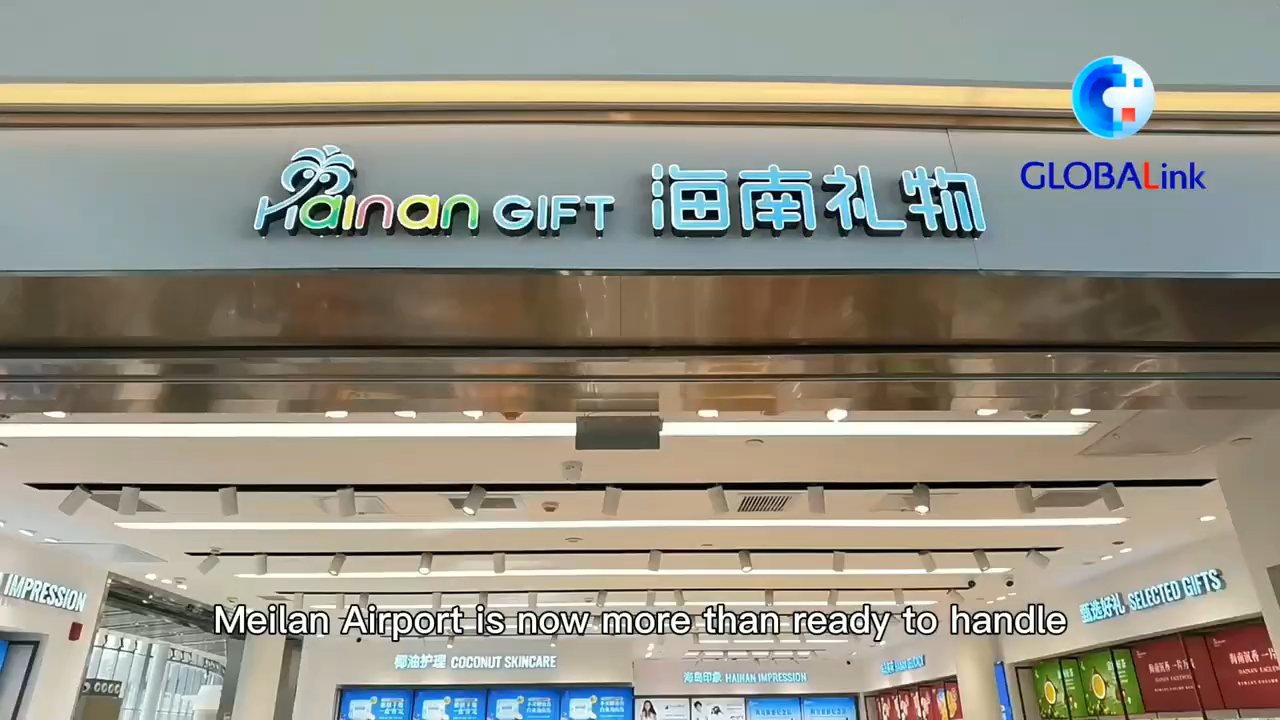 Hainan GIFT 海南礼物
GLOBALink
IMPRESSION
甄选好礼 SELECTED GIFTS
Meilan Airport is now more than ready to handle
椰油护理 COCONUT SKINCARE
海岛印象 HAINAN IMPRESSION